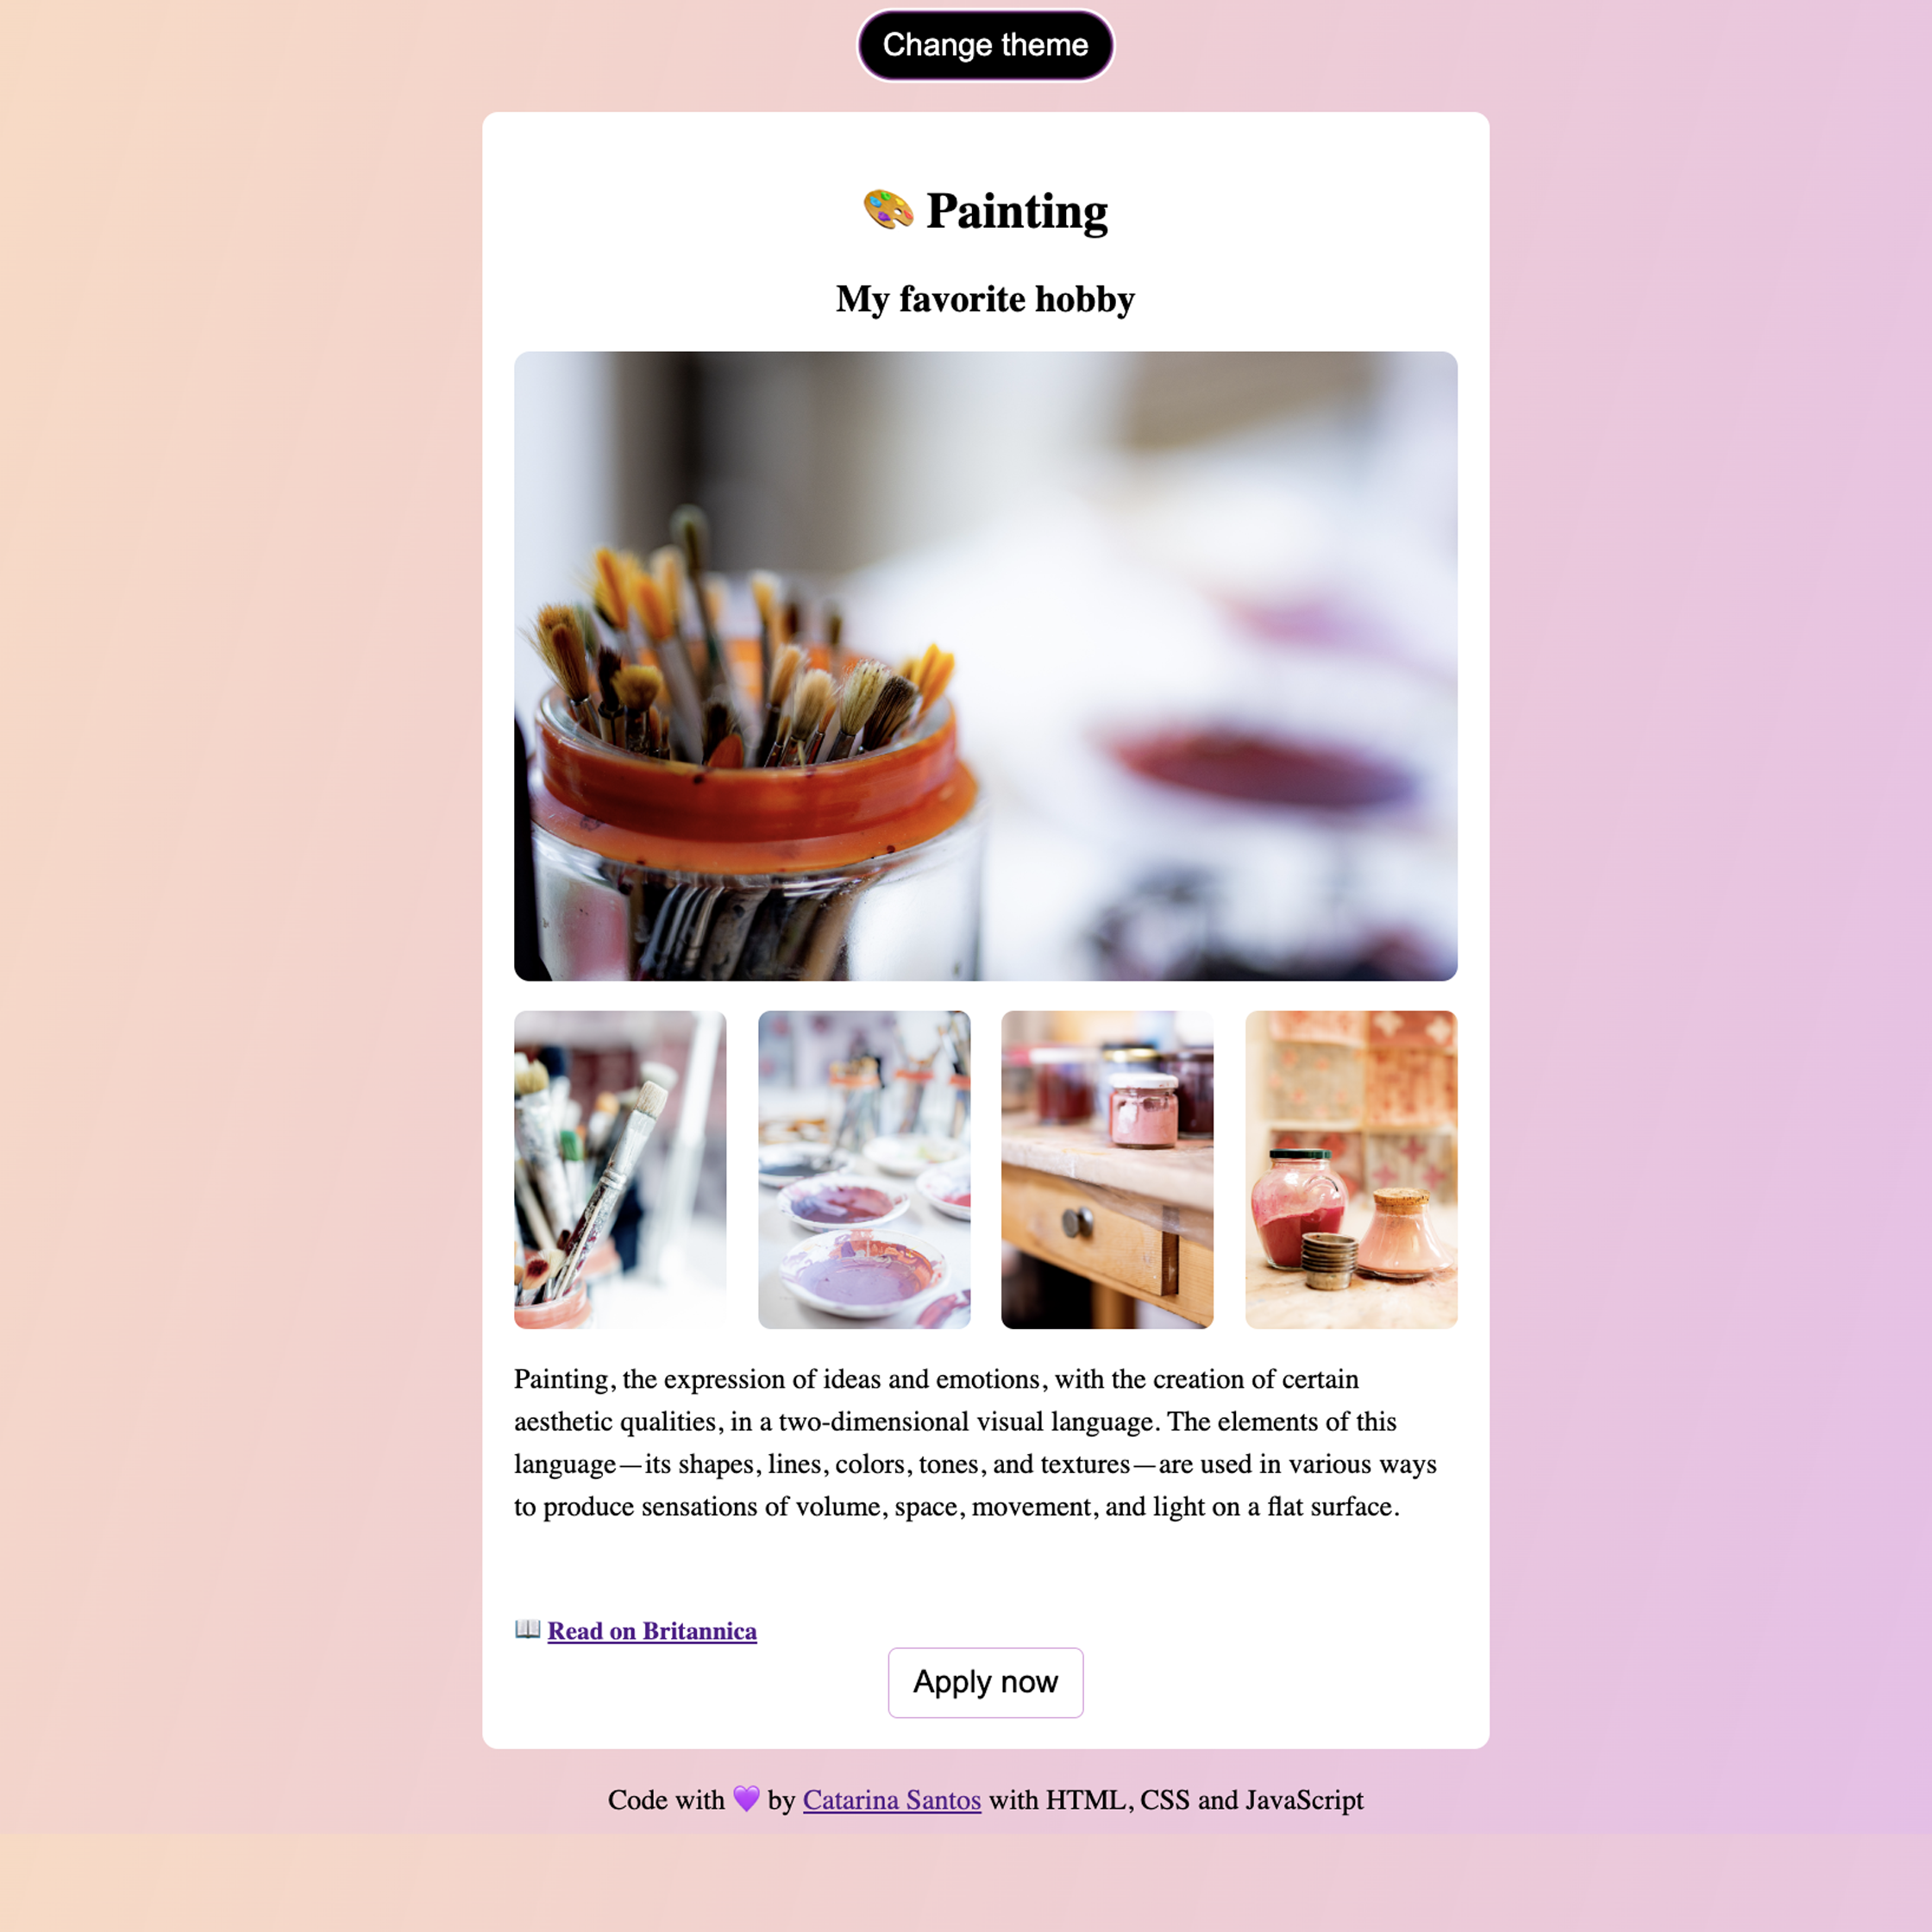 Change theme
🎨 Painting
My favorite hobby
Painting, the expression of ideas and emotions, with the creation of certain
aesthetic qualities, in a two-dimensional visual language. The elements of this
language—its shapes, lines, colors, tones, and textures—are used in various ways
to produce sensations of volume, space, movement, and light on a flat surface.
📖 Read on Britannica
Apply now
Code with 💜 by Catarina Santos with HTML, CSS and JavaScript